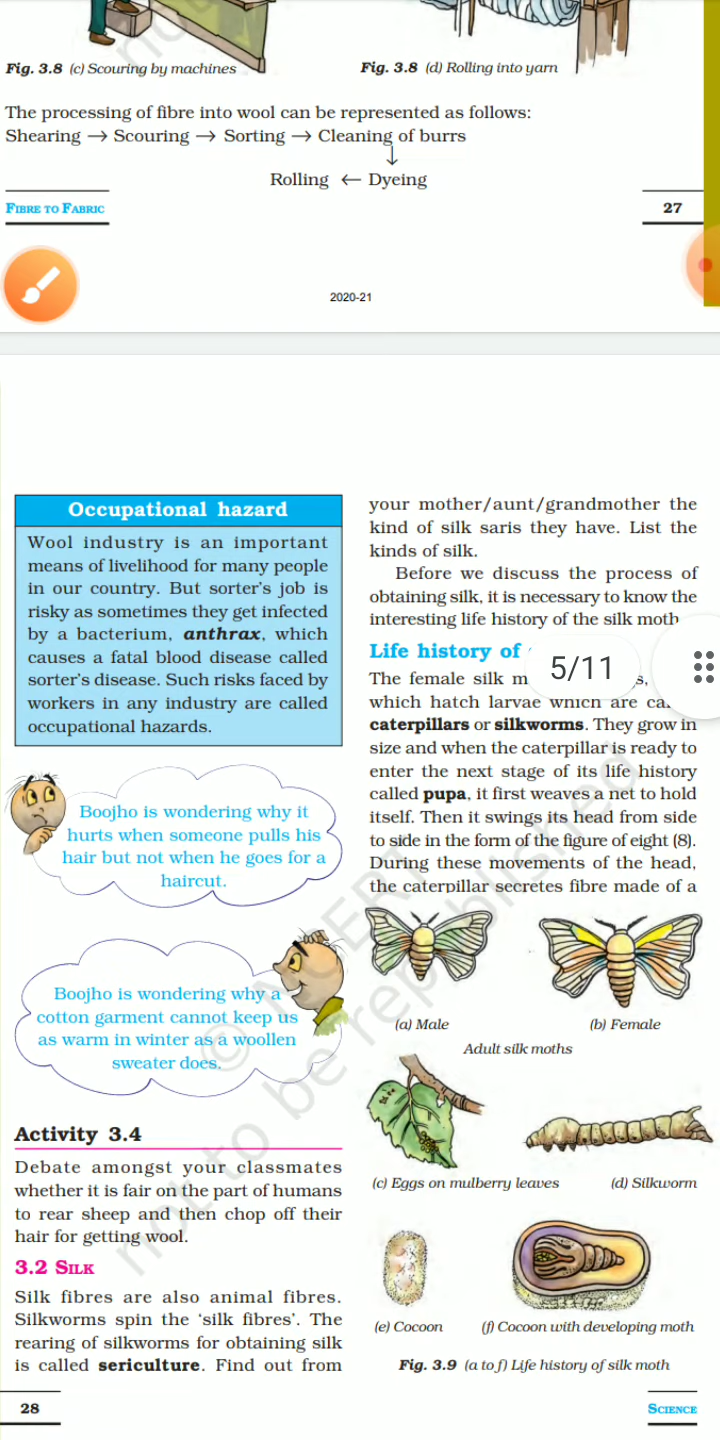 Fig. 3.8 (c) Scouring by machines
Fig. 3.8 (d) Rolling into yarn
The processing of fibre into wool can be represented as follows:
Shearing → Scouring → Sorting → Cleaning of burrs
↓
Rolling ← Dyeing
FIBRE TO FABRIC
27
2020-21
Occupational hazard
Wool industry is an important
means of livelihood for many people
in our country. But sorter's job is
risky as sometimes they get infected
by a bacterium, anthrax, which
causes a fatal blood disease called
sorter's disease. Such risks faced by
workers in any industry are called
occupational hazards.
Boojho is wondering why it
hurts when someone pulls his
hair but not when he goes for a
haircut.
Boojho is wondering why a
cotton garment cannot keep us
as warm in winter as a woollen
sweater does.
Activity 3.4
Debate amongst your classmates
whether it is fair on the part of humans
to rear sheep and then chop off their
hair for getting wool.
3.2 SILK
Silk fibres are also animal fibres.
Silkworms spin the 'silk fibres'. The
rearing of silkworms for obtaining silk
is called sericulture. Find out from
your mother/aunt/grandmother the
kind of silk saris they have. List the
kinds of silk.
Before we discuss the process of
obtaining silk, it is necessary to know the
interesting life history of the silk moth
Life history of
5/11
The female silk
which hatch larvae which are
caterpillars or silkworms. They grow in
size and when the caterpillar is ready to
enter the next stage of its life history
called pupa, it first weaves a net to hold
itself. Then it swings its head from side
to side in the form of the figure of eight (8).
During these movements of the head,
the caterpillar secretes fibre made of a
(a) Male
(b) Female
Adult silk moths
(c) Eggs on mulberry leaves
(d) Silkworm
(e) Cocoon
(f) Cocoon with developing moth
Fig. 3.9 (a to f) Life history of silk moth
28
SCIENCE
© NCERT
not to be republished